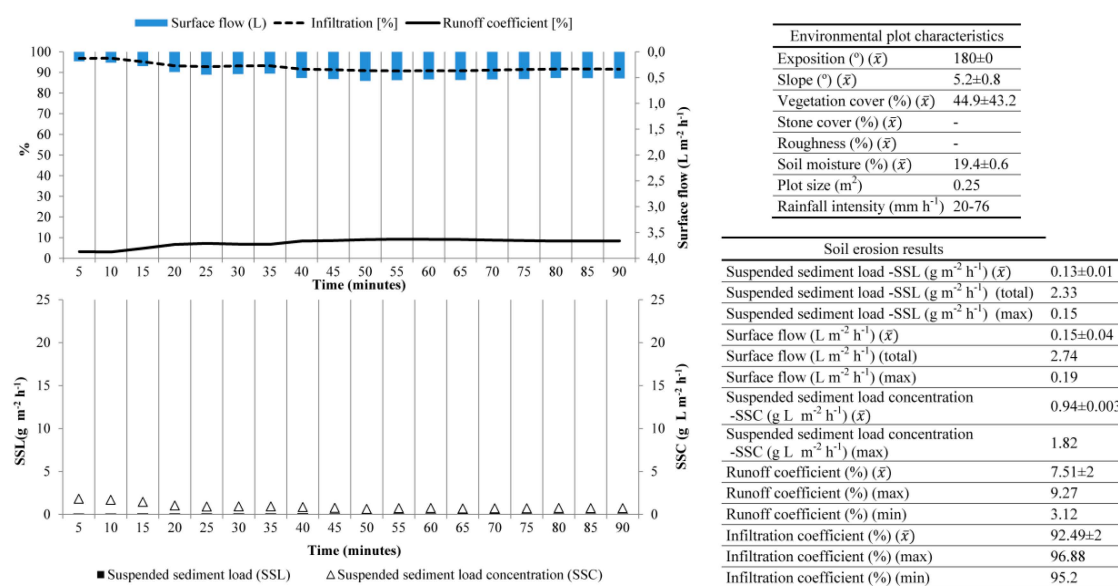 Surface flow (L) Infiltration [%] Runoff coefficient [%]
100 90 80 70 60 50 40 30 20 10 0
%
0,0 0,5 1,0 1,5 2,0 2,5 3,0 3,5 4,0
Surface flow (L m-2 h-1)
5 10 15 20 25 30 35 40 45 50 55 60 65 70 75 80 85 90
Time (minutes)
25 20 15 10 5 0
SSL(g m-2 h-1)
25 20 15 10 5 0
SSC (g L m-2 h-1)
5 10 15 20 25 30 35 40 45 50 55 60 65 70 75 80 85 90
Time (minutes)
■ Suspended sediment load (SSL) △ Suspended sediment load concentration (SSC)
Environmental plot characteristics
Exposition (º) (x̄) 180±0
Slope (º) (x̄) 5.2±0.8
Vegetation cover (%) (x̄) 44.9±43.2
Stone cover (%) (x̄) -
Roughness (%) (x̄) -
Soil moisture (%) (x̄) 19.4±0.6
Plot size (m2) 0.25
Rainfall intensity (mm h-1) 20-76
Soil erosion results
Suspended sediment load -SSL (g m-2 h-1) (x̄) 0.13±0.01
Suspended sediment load -SSL (g m-2 h-1) (total) 2.33
Suspended sediment load -SSL (g m-2 h-1) (max) 0.15
Surface flow (L m-2 h-1) (x̄) 0.15±0.04
Surface flow (L m-2 h-1) (total) 2.74
Surface flow (L m-2 h-1) (max) 0.19
Suspended sediment load concentration
-SSC (g L m-2 h-1) (x̄) 0.94±0.003
Suspended sediment load concentration
-SSC (g L m-2 h-1) (max) 1.82
Runoff coefficient (%) (x̄) 7.51±2
Runoff coefficient (%) (max) 9.27
Runoff coefficient (%) (min) 3.12
Infiltration coefficient (%) (x̄) 92.49±2
Infiltration coefficient (%) (max) 96.88
Infiltration coefficient (%) (min) 95.2